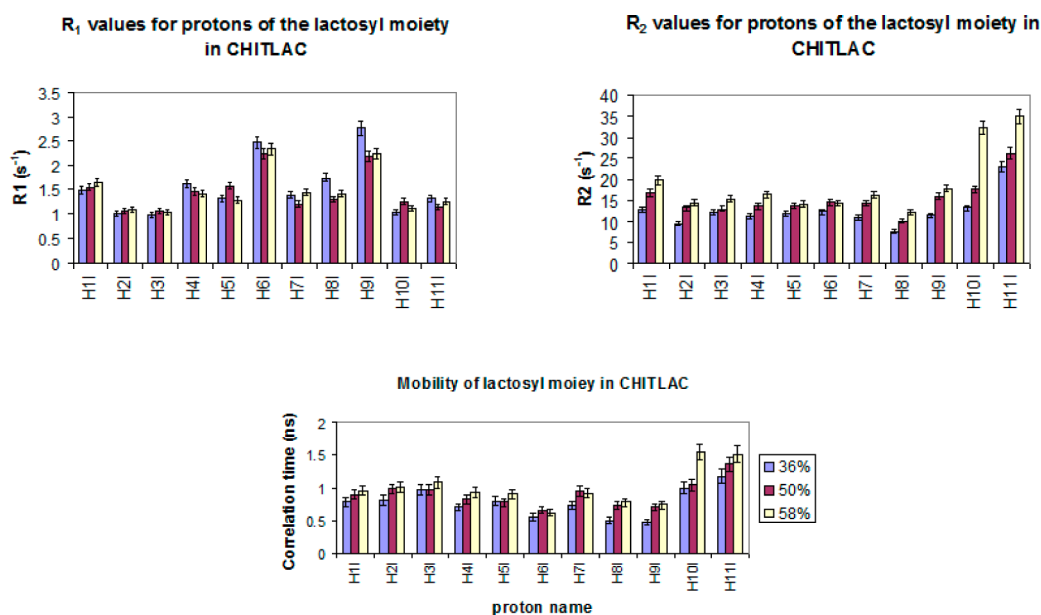 R1 values for protons of the lactosyl moiety
in CHITLAC
3.5
3
2.5
2
1.5
1
0.5
0
R1 (s-1)
H1l
H2l
H3l
H4l
H5l
H6l
H7l
H8l
H9l
H10l
H11l
R2 values for protons of the lactosyl moiety in
CHITLAC
40
35
30
25
20
15
10
5
0
R2 (s-1)
H1l
H2l
H3l
H4l
H5l
H6l
H7l
H8l
H9l
H10l
H11l
Mobility of lactosyl moiey in CHITLAC
2
1.5
1
0.5
0
Correlation time (ns)
H1l
H2l
H3l
H4l
H5l
H6l
H7l
H8l
H9l
H10l
H11l
proton name
36%
50%
58%